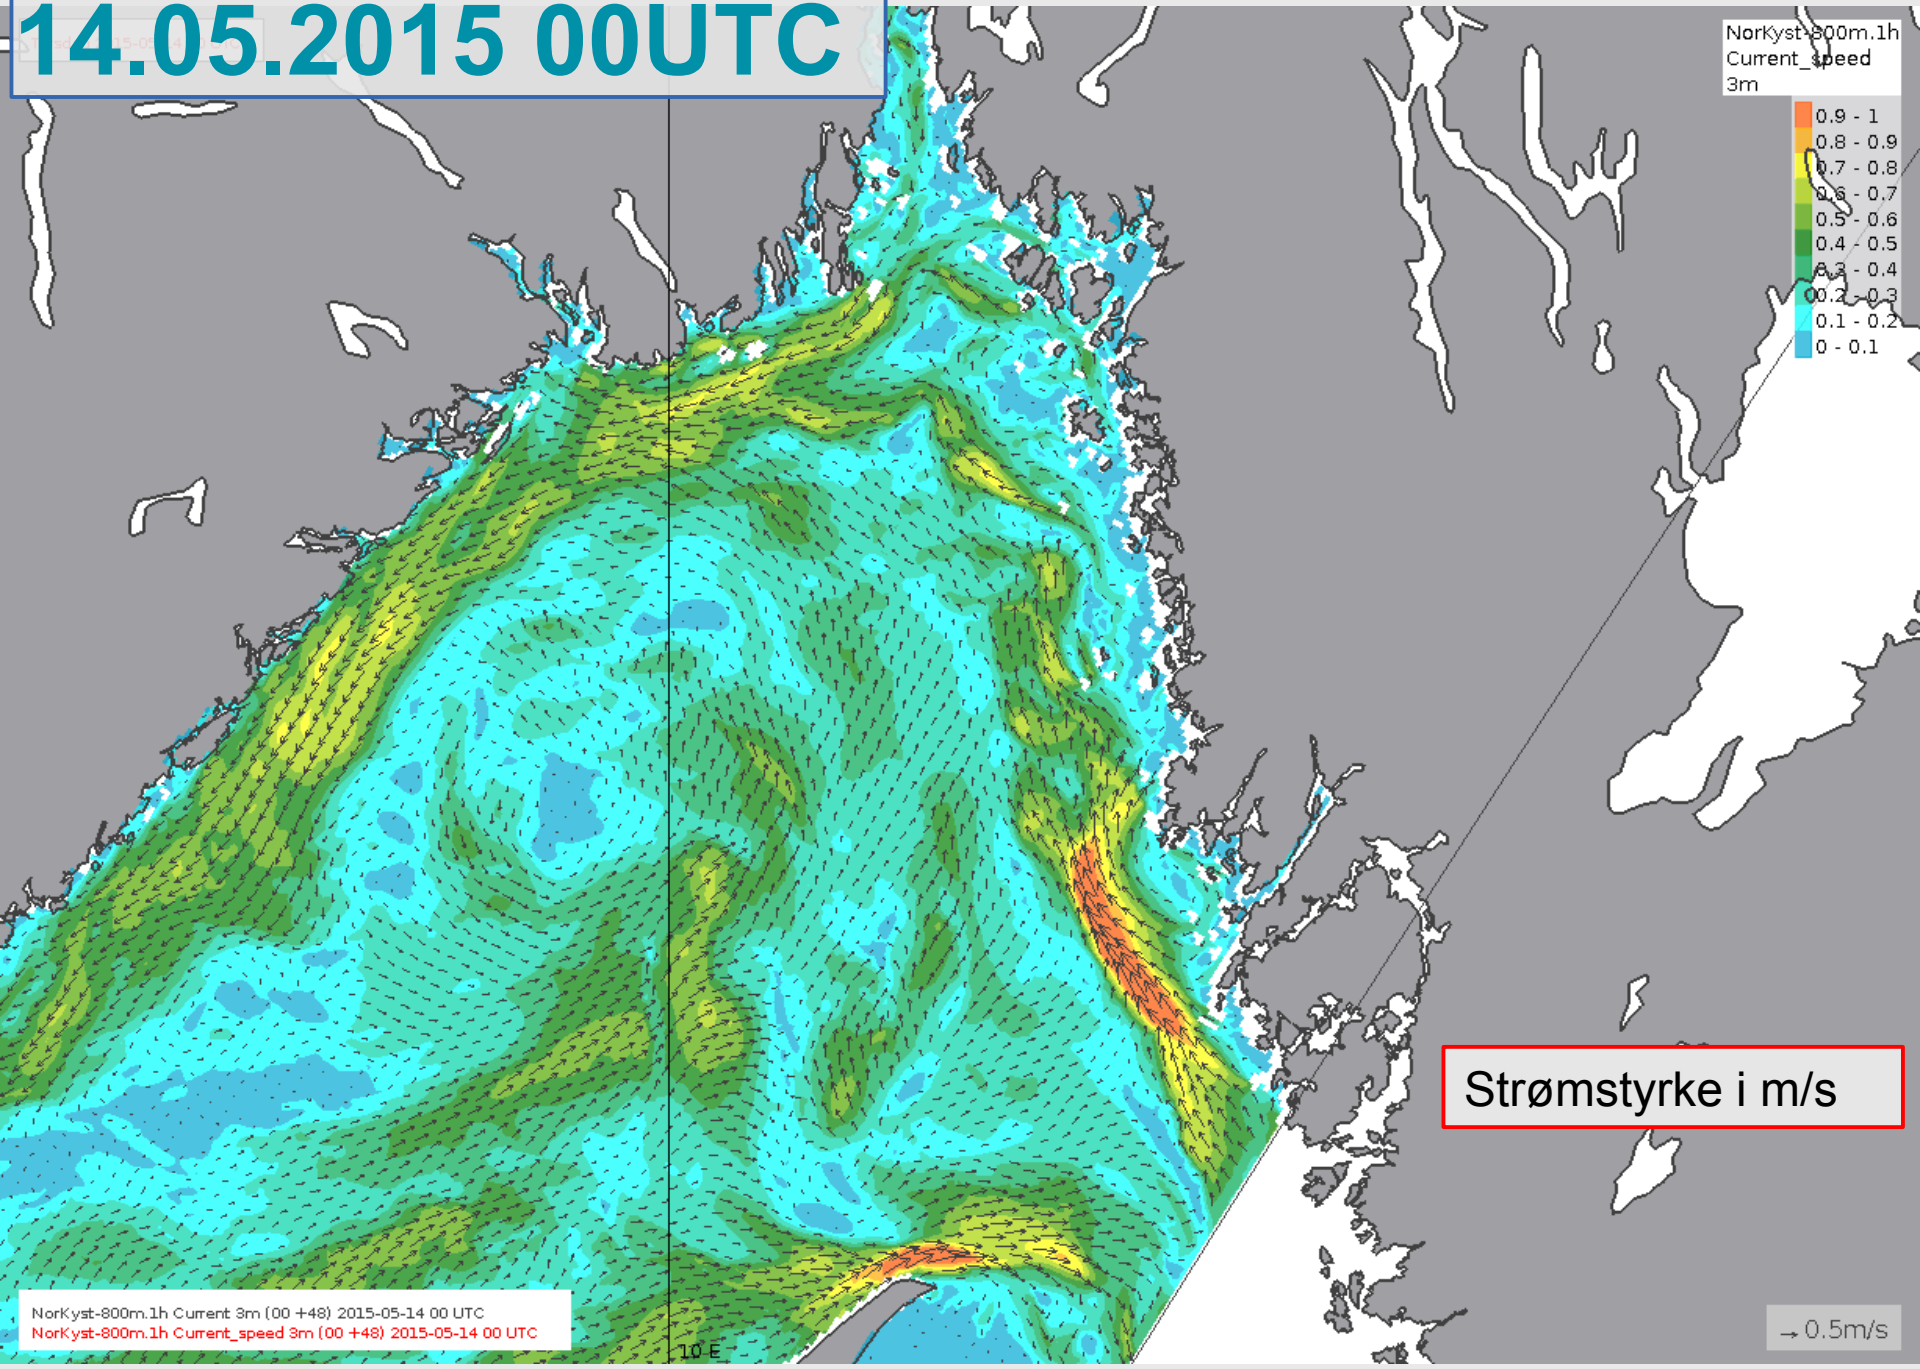 14.05.2015 00UTC
NorKyst-800m.1h
Current_speed
3m
0.9 - 1
0.8 - 0.9
0.7 - 0.8
0.6 - 0.7
0.5 - 0.6
0.4 - 0.5
0.3 - 0.4
0.2 - 0.3
0.1 - 0.2
0 - 0.1
Strømstyrke i m/s
NorKyst-800m.1h Current 3m (00 +48) 2015-05-14 00 UTC
NorKyst-800m.1h Current_speed 3m (00 +48) 2015-05-14 00 UTC
10 E
→ 0.5m/s